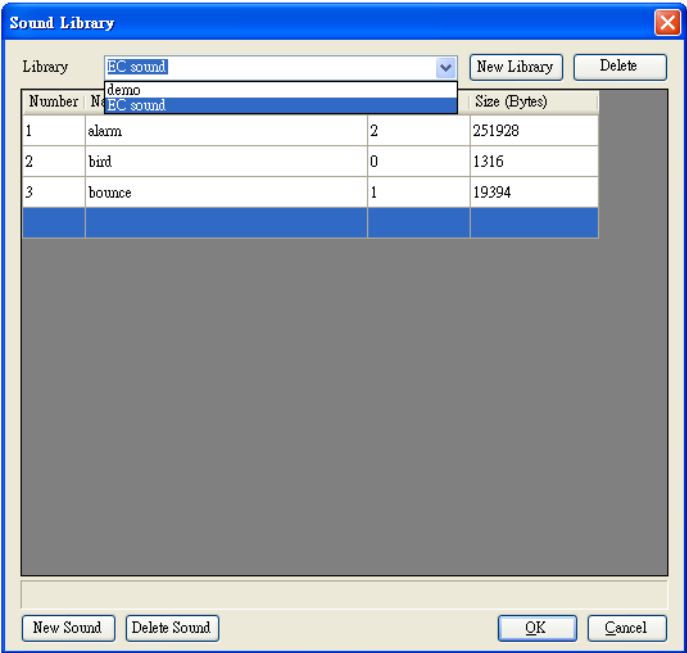 Sound Library
Library EC sound New Library Delete
demo
EC sound
Number Size (Bytes)
1 alarm 2 251928
2 bird 0 1316
3 bounce 1 19394
New Sound Delete Sound OK Cancel